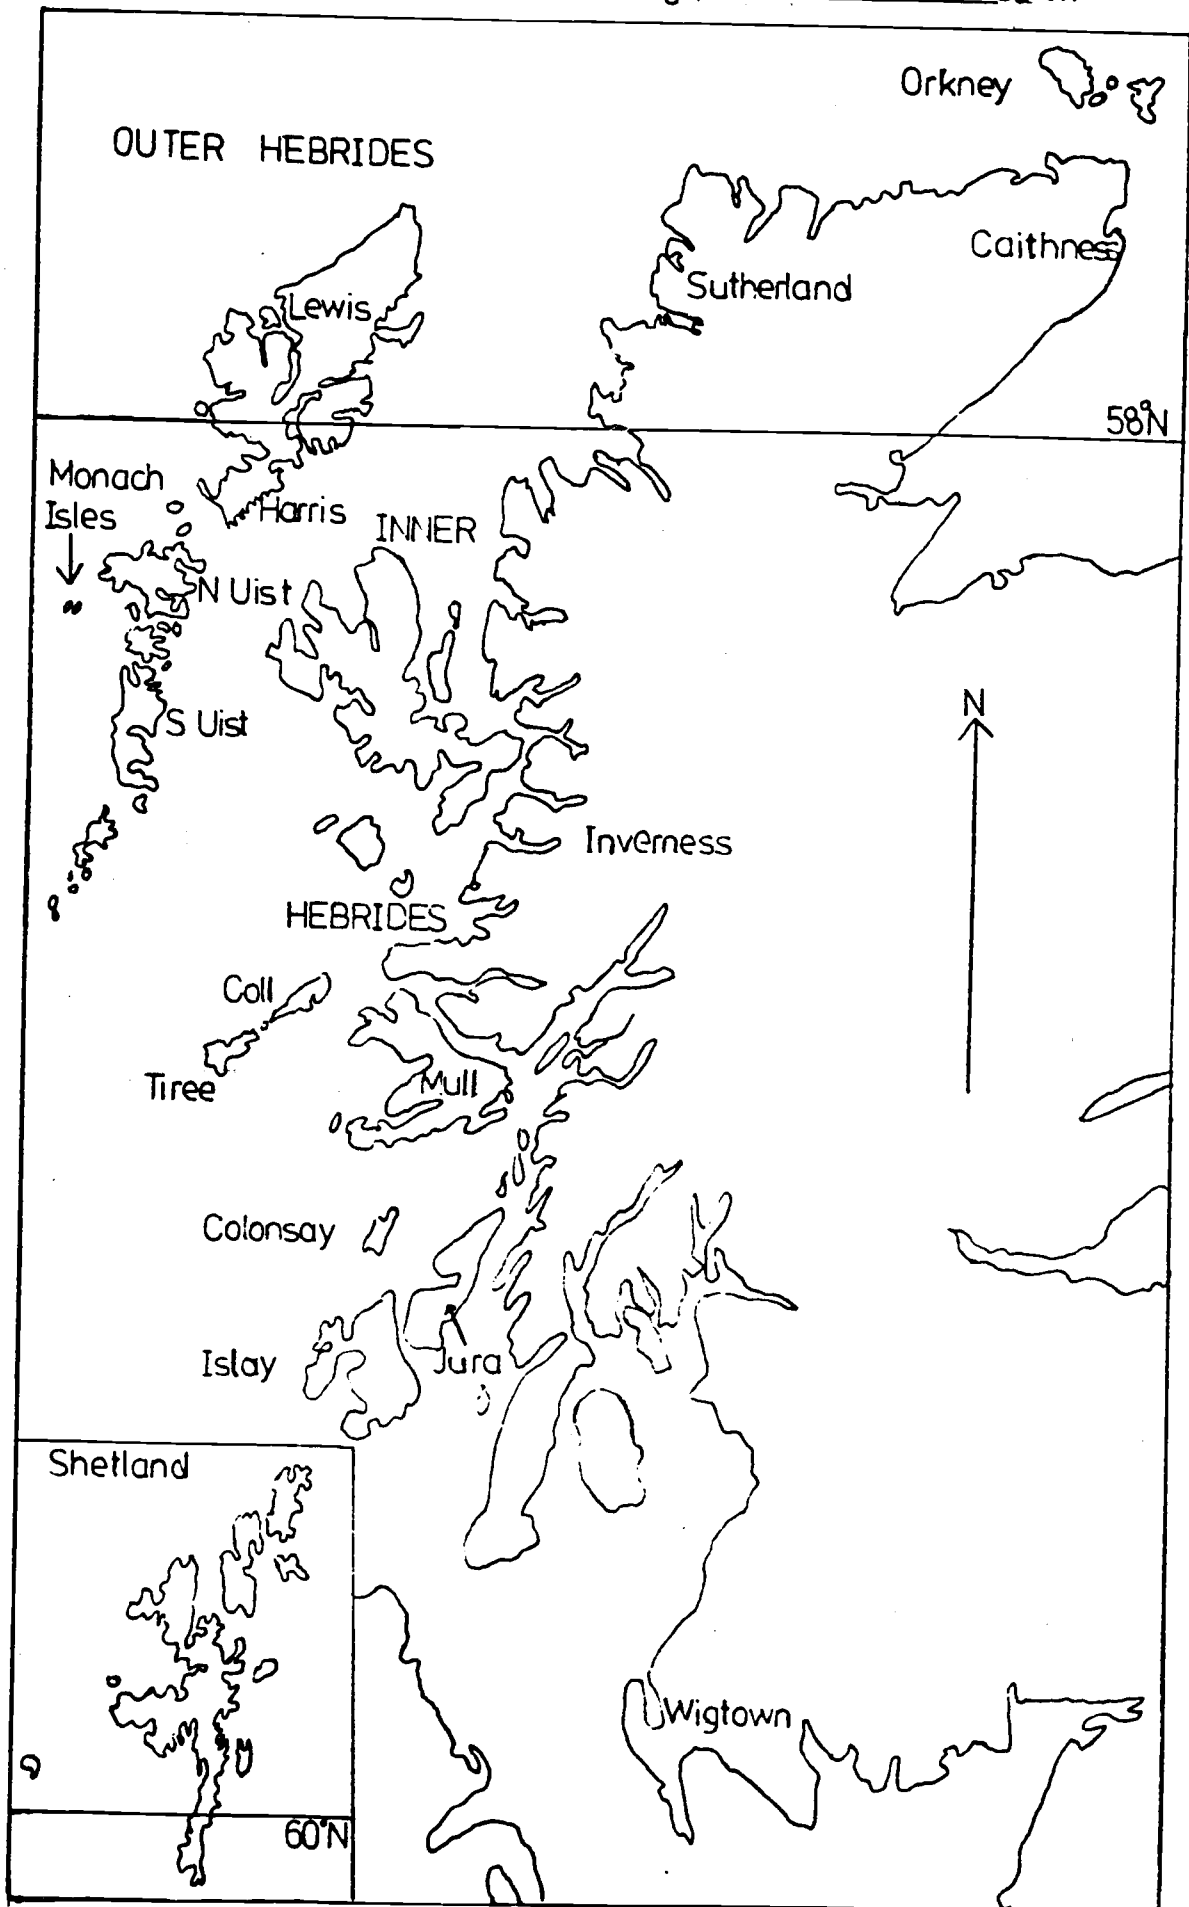 Orkney
OUTER HEBRIDES
Caithness
Sutherland
Lewis
58°N
Monach
Isles
Harris
INNER
N Uist
S Uist
N
Inverness
HEBRIDES
Coll
Tiree
Mull
Colonsay
Islay
Jura
Shetland
Wigtown
60°N